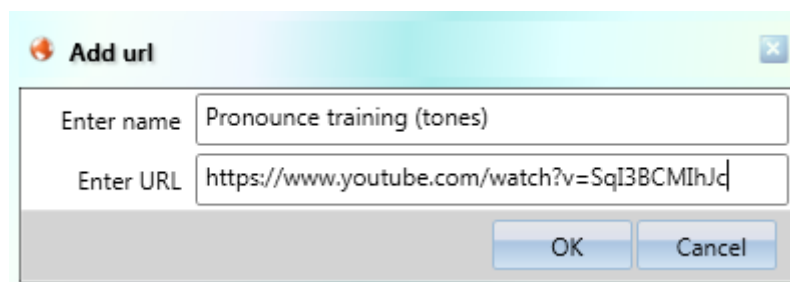 Add url
Enter name Pronounce training (tones)
Enter URL https://www.youtube.com/watch?v=SqI3BCMIhJc
OK Cancel